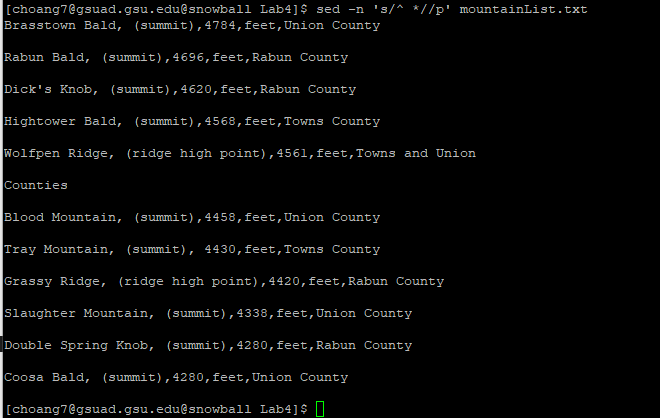 [choang7@gsuad.gsu.edu@snowball Lab4]$ sed -n 's/^ *//p' mountainList.txt
Brasstown Bald, (summit),4784,feet,Union County
Rabun Bald, (summit),4696,feet,Rabun County
Dick's Knob, (summit),4620,feet,Rabun County
Hightower Bald, (summit),4568,feet,Towns County
Wolfpen Ridge, (ridge high point),4561,feet,Towns and Union
Counties
Blood Mountain, (summit),4458,feet,Union County
Tray Mountain, (summit), 4430,feet,Towns County
Grassy Ridge, (ridge high point),4420,feet,Rabun County
Slaughter Mountain, (summit),4338,feet,Union County
Double Spring Knob, (summit),4280,feet,Rabun County
Coosa Bald, (summit),4280,feet,Union County
[choang7@gsuad.gsu.edu@snowball Lab4]$